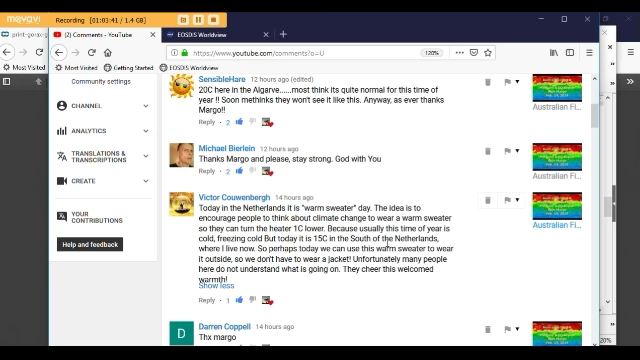 movavi Recording [ 01:03:41 / 1.4 GB ]
print-gorax-g
(2) Comments - YouTube
EOSDIS Worldview
https://www.youtube.com/comments?o=U
120%
Most Visited
Most Visited Getting Started EOSDIS Worldview
Community settings
CHANNEL
ANALYTICS
TRANSLATIONS &
TRANSCRIPTIONS
CREATE
YOUR
CONTRIBUTIONS
Help and feedback
SensibleHare 12 hours ago (edited)
20C here in the Algarve......most think its quite normal for this time of
year !! Soon methinks they won't see it like this. Anyway, as ever thanks
Margo!!
Reply · 2
Australian Fi...
Michael Bierlein 12 hours ago
Thanks Margo and please, stay strong. God with You
Reply · 2
Australian Fi...
Victor Couwenbergh 14 hours ago
Today in the Netherlands it is "warm sweater" day. The idea is to
encourage people to think about climate change to wear a warm sweater
so they can turn the heater 1C lower. Because usually this time of year is
cold, freezing cold But today it is 15C in the South of the Netherlands,
where I live now. So perhaps today we can use this warm sweater to wear
it outside, so we don't have to wear a jacket! Unfortunately many people
here do not understand what is going on. They cheer this welcomed
warmth!
Show less
Reply · 1
Australian Fi...
D
Darren Coppell 14 hours ago
Thx margo
20%